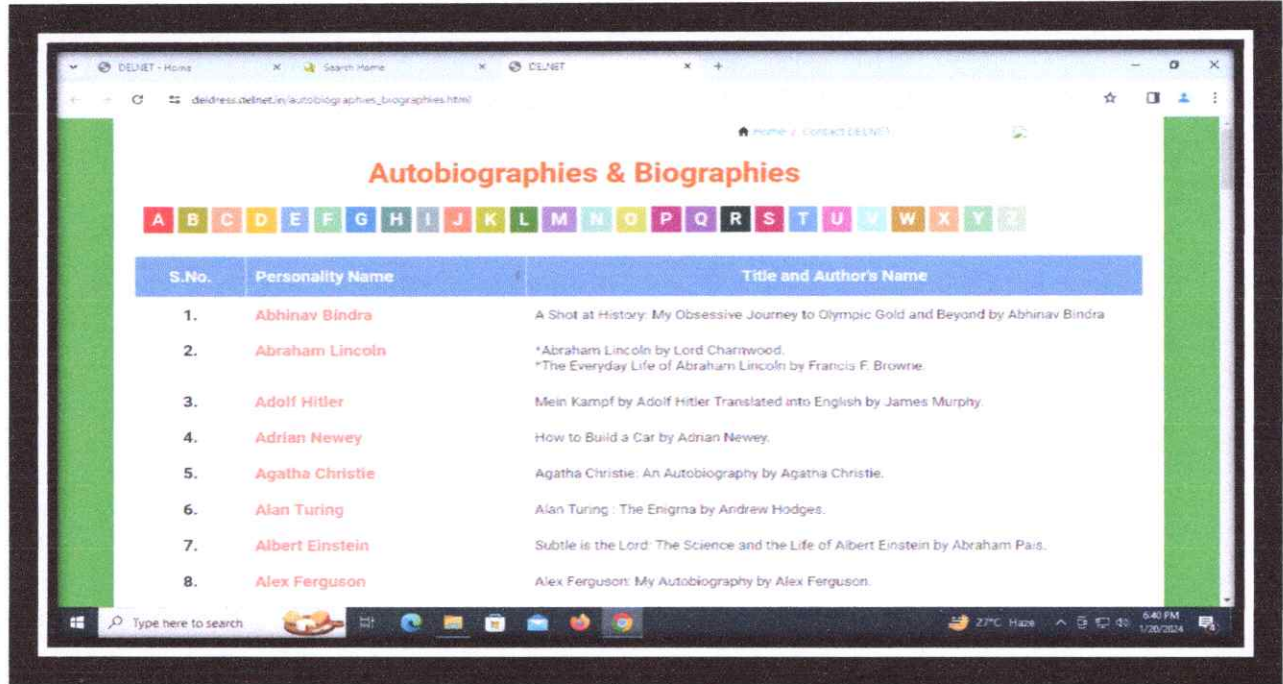 DELNET - Home
Search Home
DELNET
deidress.delnet.in/autobiographies_biographies.html
Home / Contact DELNET
Autobiographies & Biographies
A B C D E F G H I J K L M N O P Q R S T U V W X Y Z
S.No. Personality Name Title and Author's Name
1. Abhinav Bindra A Shot at History: My Obsessive Journey to Olympic Gold and Beyond by Abhinav Bindra
2. Abraham Lincoln *Abraham Lincoln by Lord Charnwood.
*The Everyday Life of Abraham Lincoln by Francis F. Browne.
3. Adolf Hitler Mein Kampf by Adolf Hitler Translated into English by James Murphy.
4. Adrian Newey How to Build a Car by Adrian Newey.
5. Agatha Christie Agatha Christie: An Autobiography by Agatha Christie.
6. Alan Turing Alan Turing : The Enigma by Andrew Hodges.
7. Albert Einstein Subtle is the Lord: The Science and the Life of Albert Einstein by Abraham Pais.
8. Alex Ferguson Alex Ferguson: My Autobiography by Alex Ferguson.
Type here to search
27°C Haze
6:40 PM
1/20/2024